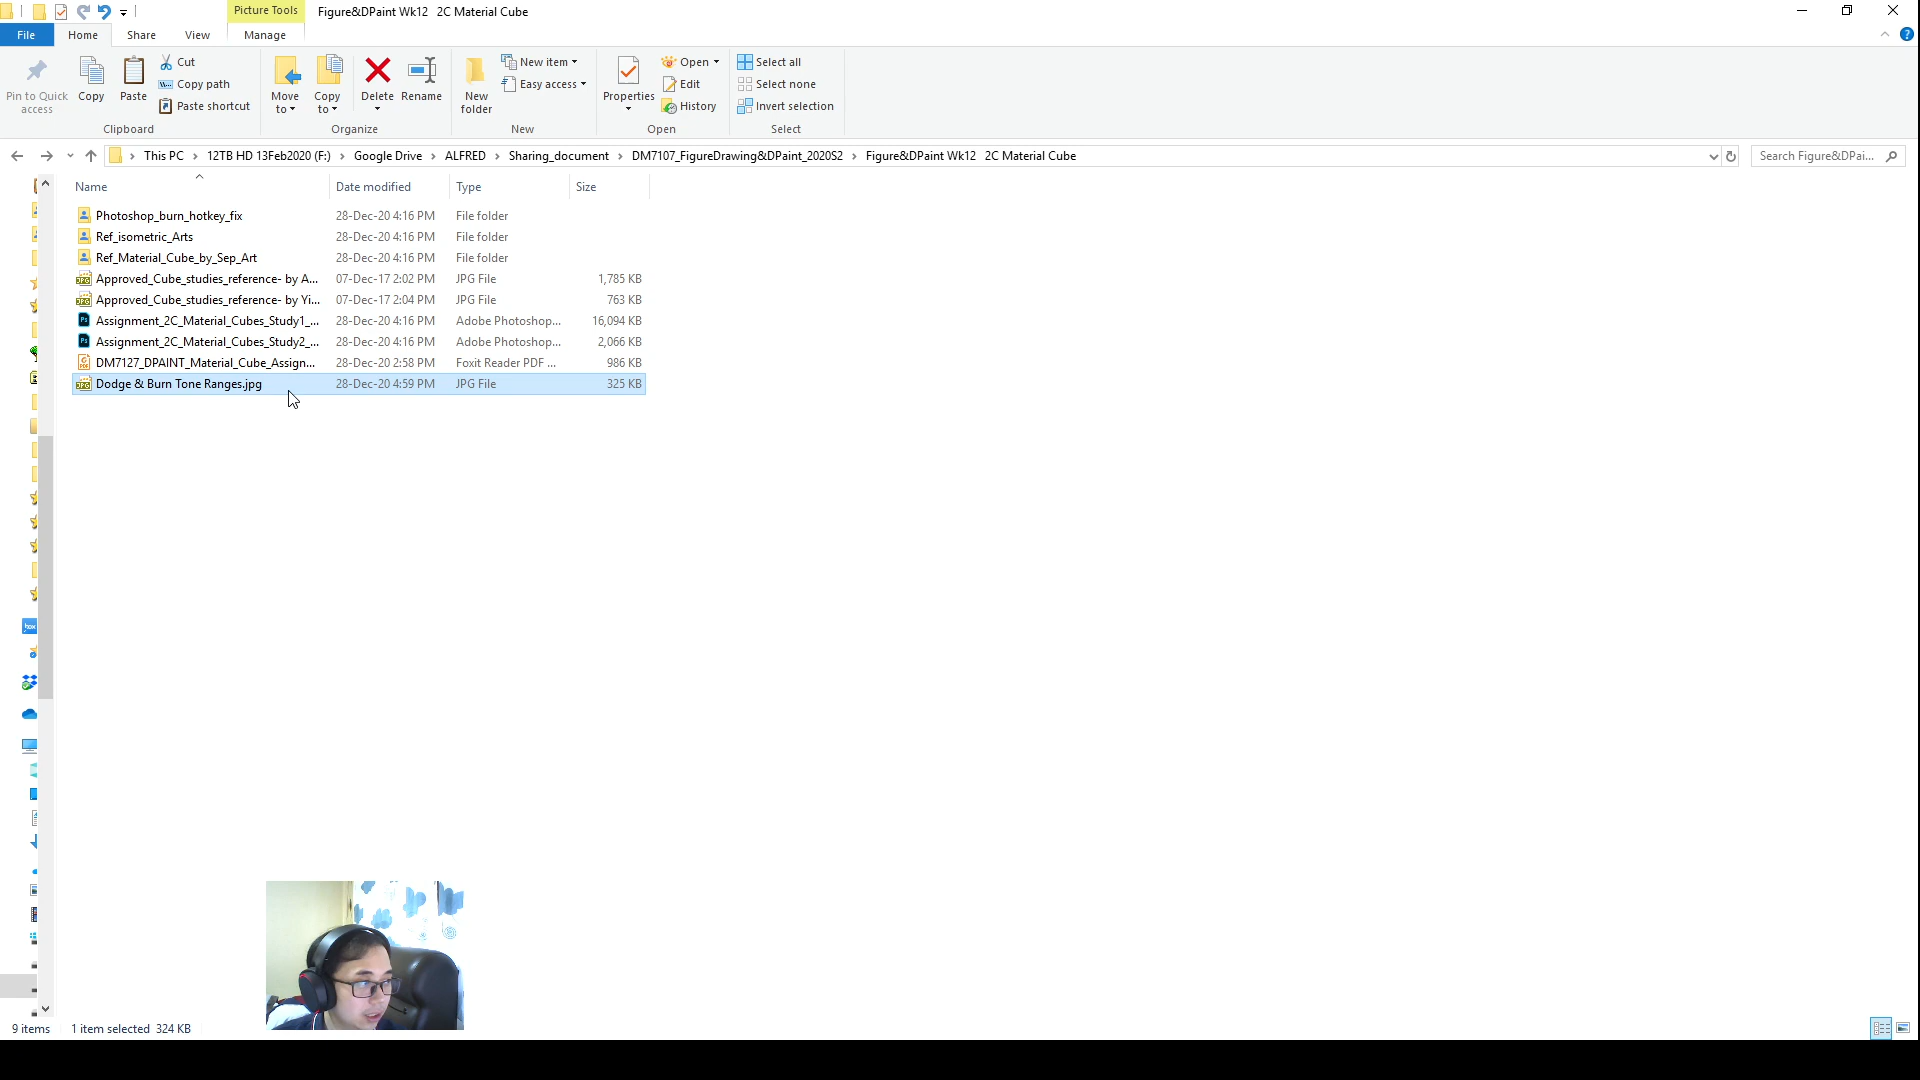 Picture Tools Figure&DPaint Wk12 2C Material Cube
File Home Share View Manage
Pin to Quick access
Copy
Paste
Cut
Copy path
Paste shortcut
Clipboard
Move to
Copy to
Delete
Rename
Organize
New folder
New item
Easy access
New
Properties
Open
Edit
History
Open
Select all
Select none
Invert selection
Select
This PC > 12TB HD 13Feb2020 (F:) > Google Drive > ALFRED > Sharing_document > DM7107_FigureDrawing&DPaint_2020S2 > Figure&DPaint Wk12 2C Material Cube
Search Figure&DPai...
Name Date modified Type Size
Photoshop_burn_hotkey_fix 28-Dec-20 4:16 PM File folder
Ref_isometric_Arts 28-Dec-20 4:16 PM File folder
Ref_Material_Cube_by_Sep_Art 28-Dec-20 4:16 PM File folder
Approved_Cube_studies_reference- by A... 07-Dec-17 2:02 PM JPG File 1,785 KB
Approved_Cube_studies_reference- by Yi... 07-Dec-17 2:04 PM JPG File 763 KB
Assignment_2C_Material_Cubes_Study1_... 28-Dec-20 4:16 PM Adobe Photoshop... 16,094 KB
Assignment_2C_Material_Cubes_Study2_... 28-Dec-20 4:16 PM Adobe Photoshop... 2,066 KB
DM7127_DPAINT_Material_Cube_Assign... 28-Dec-20 2:58 PM Foxit Reader PDF ... 986 KB
Dodge & Burn Tone Ranges.jpg 28-Dec-20 4:59 PM JPG File 325 KB
9 items 1 item selected 324 KB